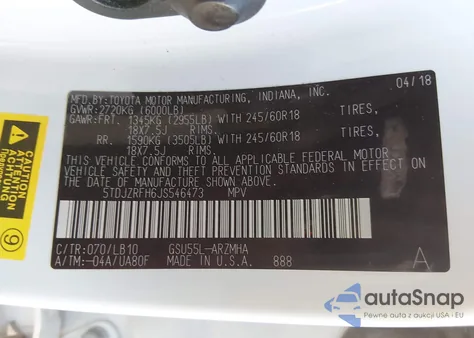 04/18
MFD.BY:TOYOTA MOTOR MANUFACTURING, INDIANA, INC.
GVWR:2720KG (6000LB)
GAWR:FRT. 1345KG (2955LB) WITH 245/60R18 TIRES,
18X7.5J RIMS.
RR. 1590KG (3505LB) WITH 245/60R18 TIRES,
18X7.5J RIMS.
THIS VEHICLE CONFORMS TO ALL APPLICABLE FEDERAL MOTOR
VEHICLE SAFETY AND THEFT PREVENTION STANDARDS IN EFFECT
ON THE DATE OF MANUFACTURE SHOWN ABOVE.
5TDJZRFH6JS546473 MPV
C/TR:070/LB10 GSU55L-ARZMHA
A/TM:-04A/UA80F MADE IN U.S.A. 888
A
9
autoSnap
Pewne auta z aukcji USA - EU